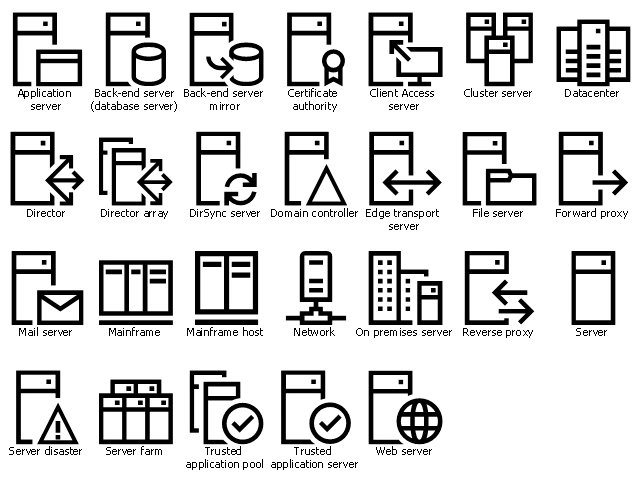 Application
server
Back-end server
(database server)
Back-end server
mirror
Certificate
authority
Client Access
server
Cluster server
Datacenter
Director
Director array
DirSync server
Domain controller
Edge transport
server
File server
Forward proxy
Mail server
Mainframe
Mainframe host
Network
On premises server
Reverse proxy
Server
Server disaster
Server farm
Trusted
application pool
Trusted
application server
Web server